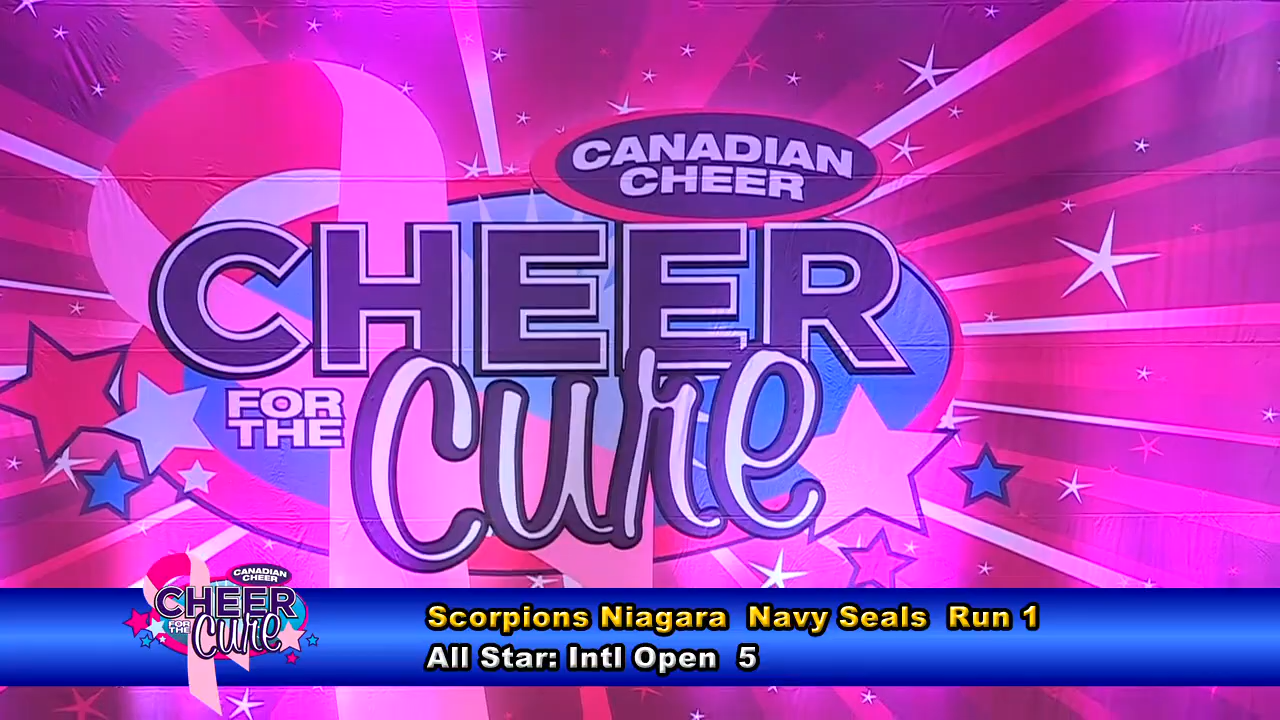 CANADIAN
CHEER
CHEER
FOR
THE
cure
CANADIAN
CHEER
CHEER
FOR
THE
cure
Scorpions Niagara  Navy Seals  Run 1
All Star: Intl Open  5